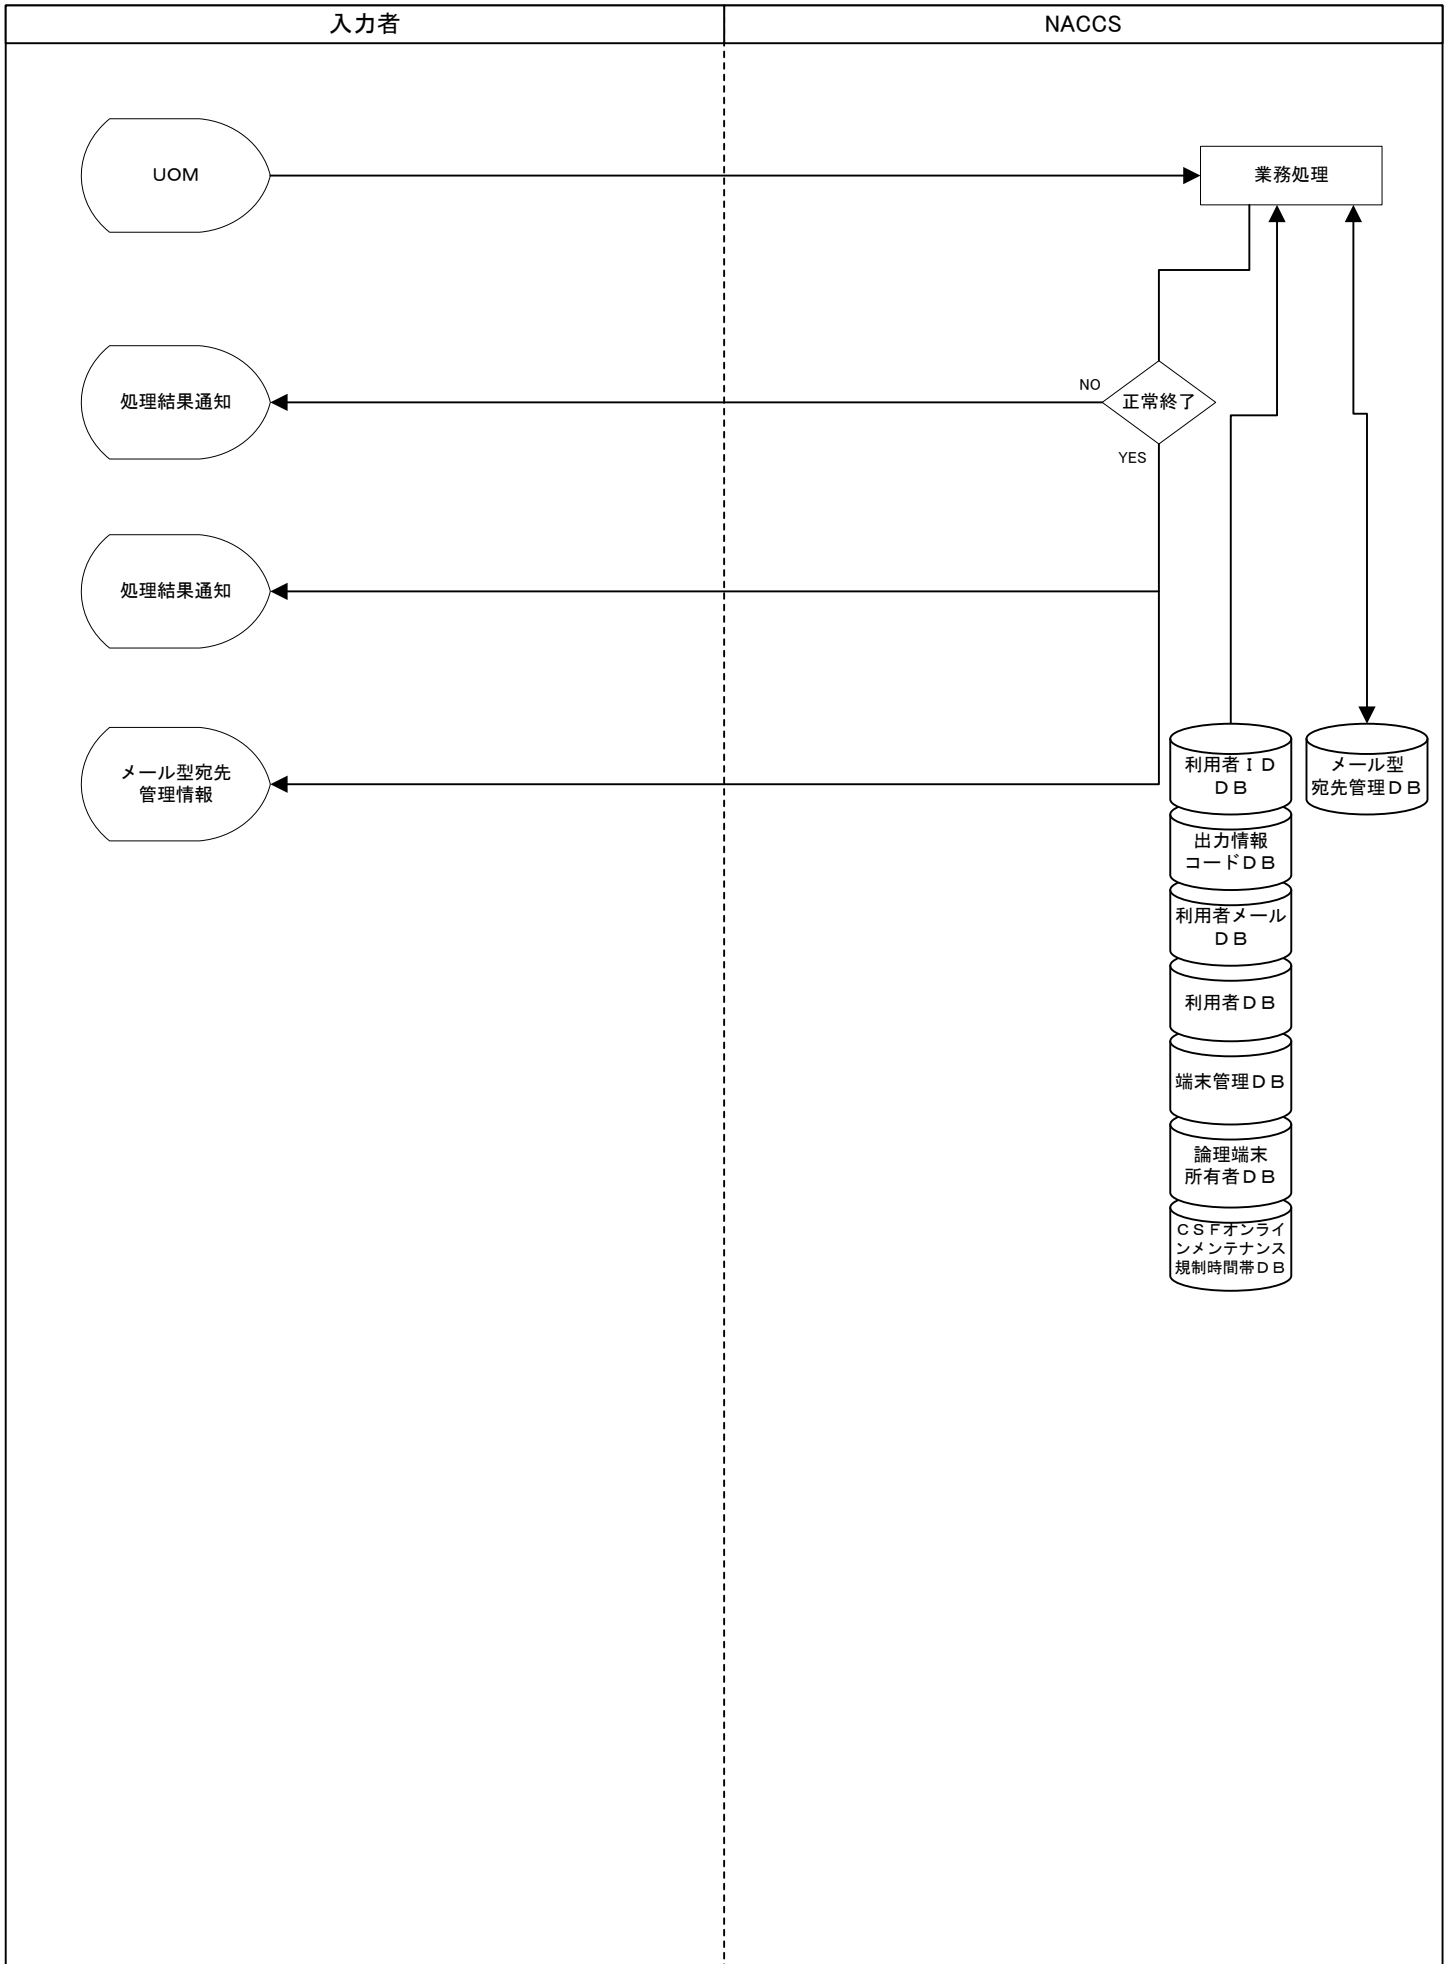 入力者
NACCS
UOM
業務処理
処理結果通知
NO
正常終了
YES
処理結果通知
メール型宛先
管理情報
利用者ＩＤ
ＤＢ
メール型
宛先管理ＤＢ
出力情報
コードＤＢ
利用者メール
ＤＢ
利用者ＤＢ
端末管理ＤＢ
論理端末
所有者ＤＢ
ＣＳＦオンライ
ンメンテナンス
規制時間帯ＤＢ